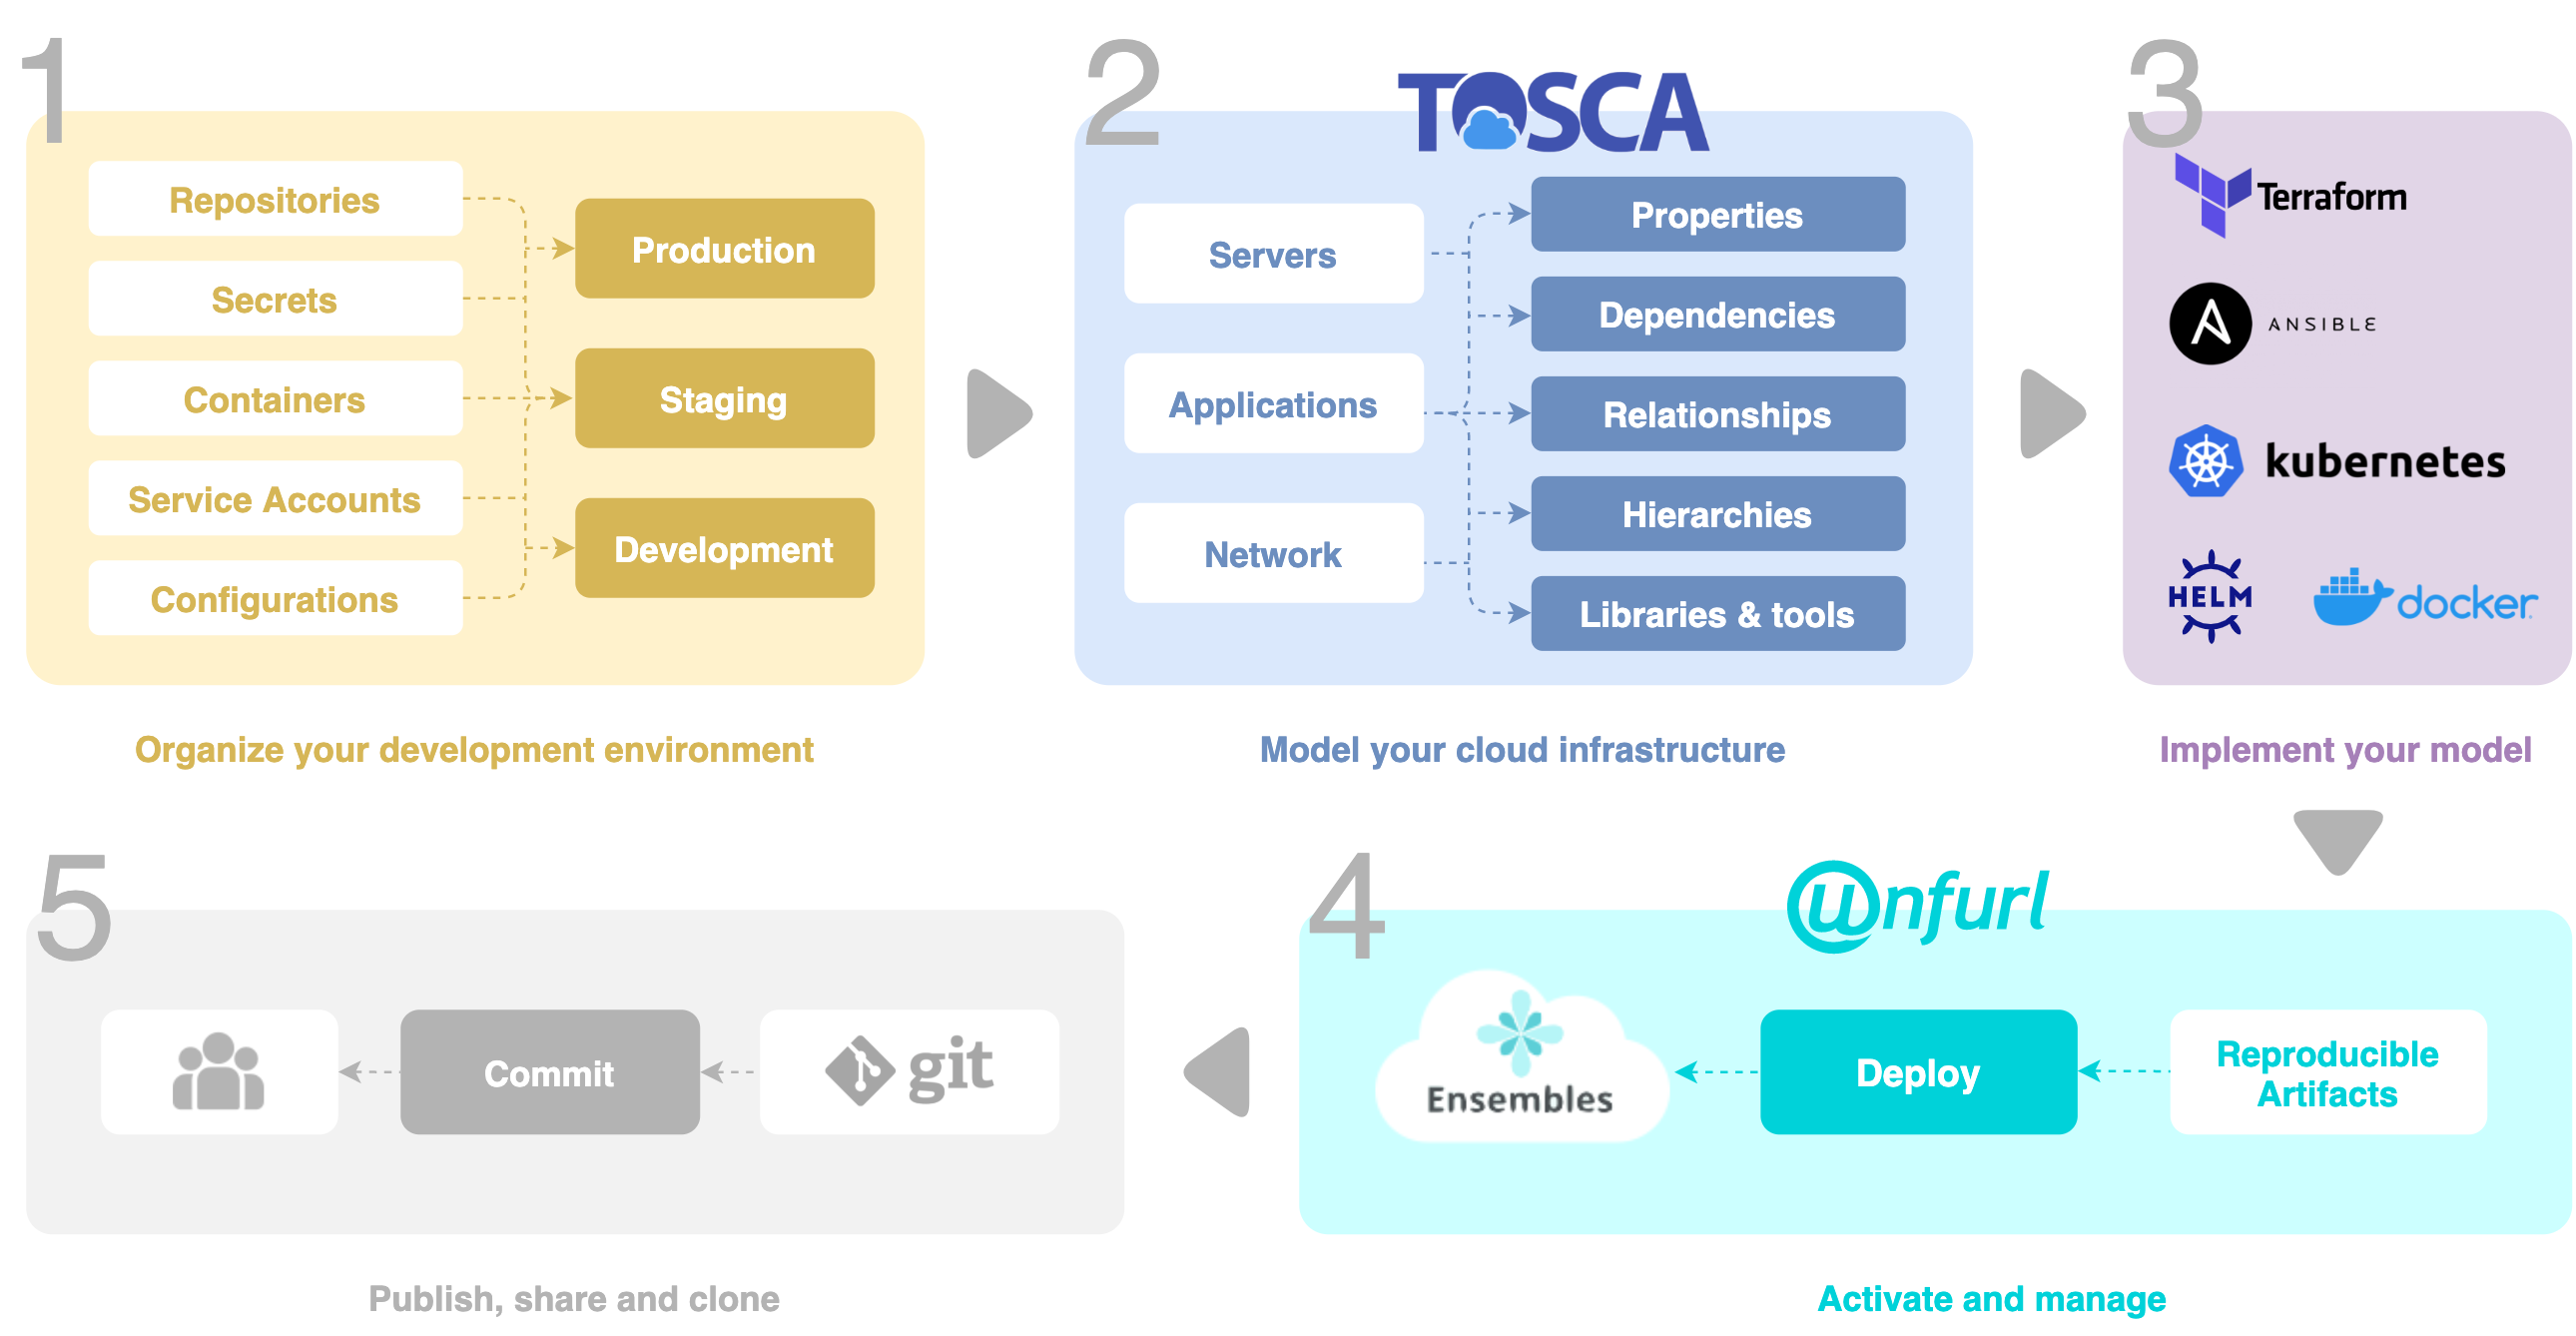 1
Repositories
Secrets
Containers
Service Accounts
Configurations
Production
Staging
Development
Organize your development environment
2
TOSCA
Servers
Applications
Network
Properties
Dependencies
Relationships
Hierarchies
Libraries & tools
Model your cloud infrastructure
3
Terraform
ANSIBLE
kubernetes
HELM
docker
Implement your model
4
unfurl
Reproducible
Artifacts
Deploy
Ensembles
Activate and manage
5
git
Commit
Publish, share and clone